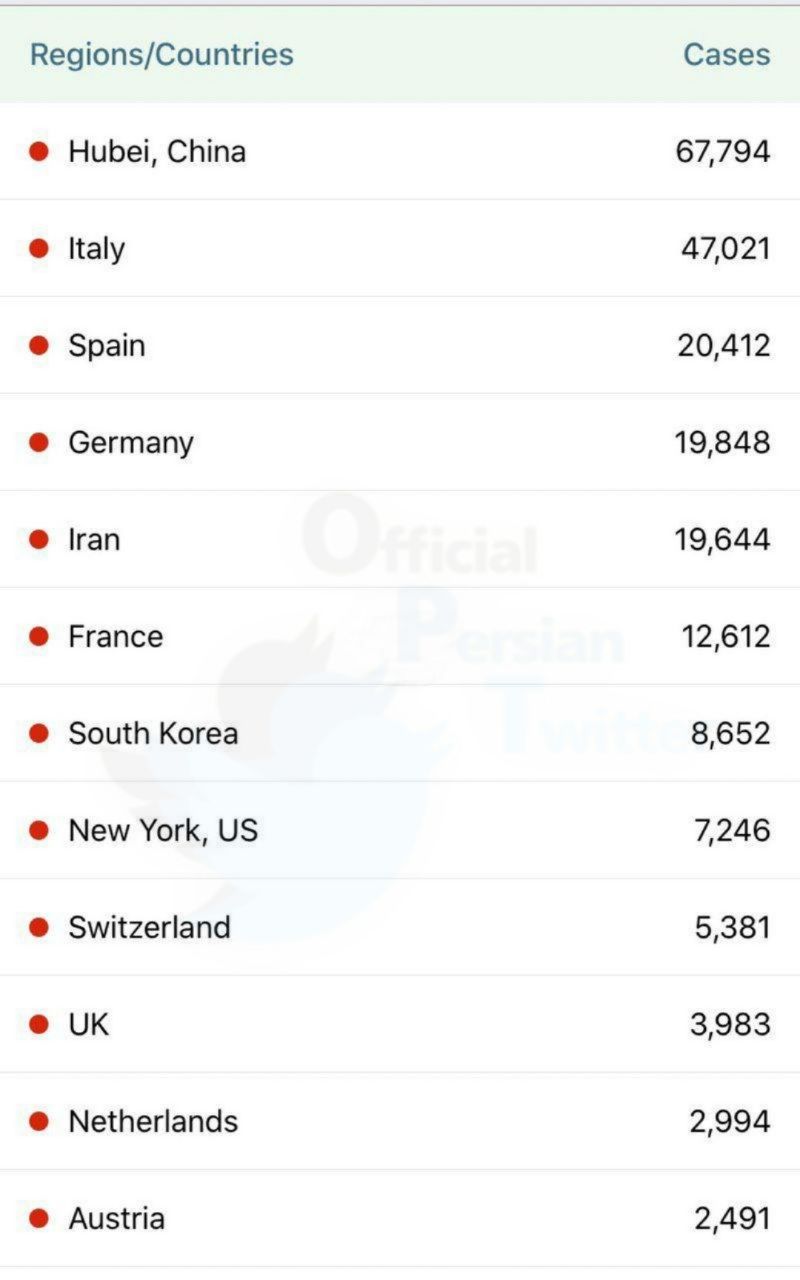 Regions/Countries Cases
Hubei, China 67,794
Italy 47,021
Spain 20,412
Germany 19,848
Iran 19,644
France 12,612
South Korea 8,652
New York, US 7,246
Switzerland 5,381
UK 3,983
Netherlands 2,994
Austria 2,491
Official
Persian
Twitter